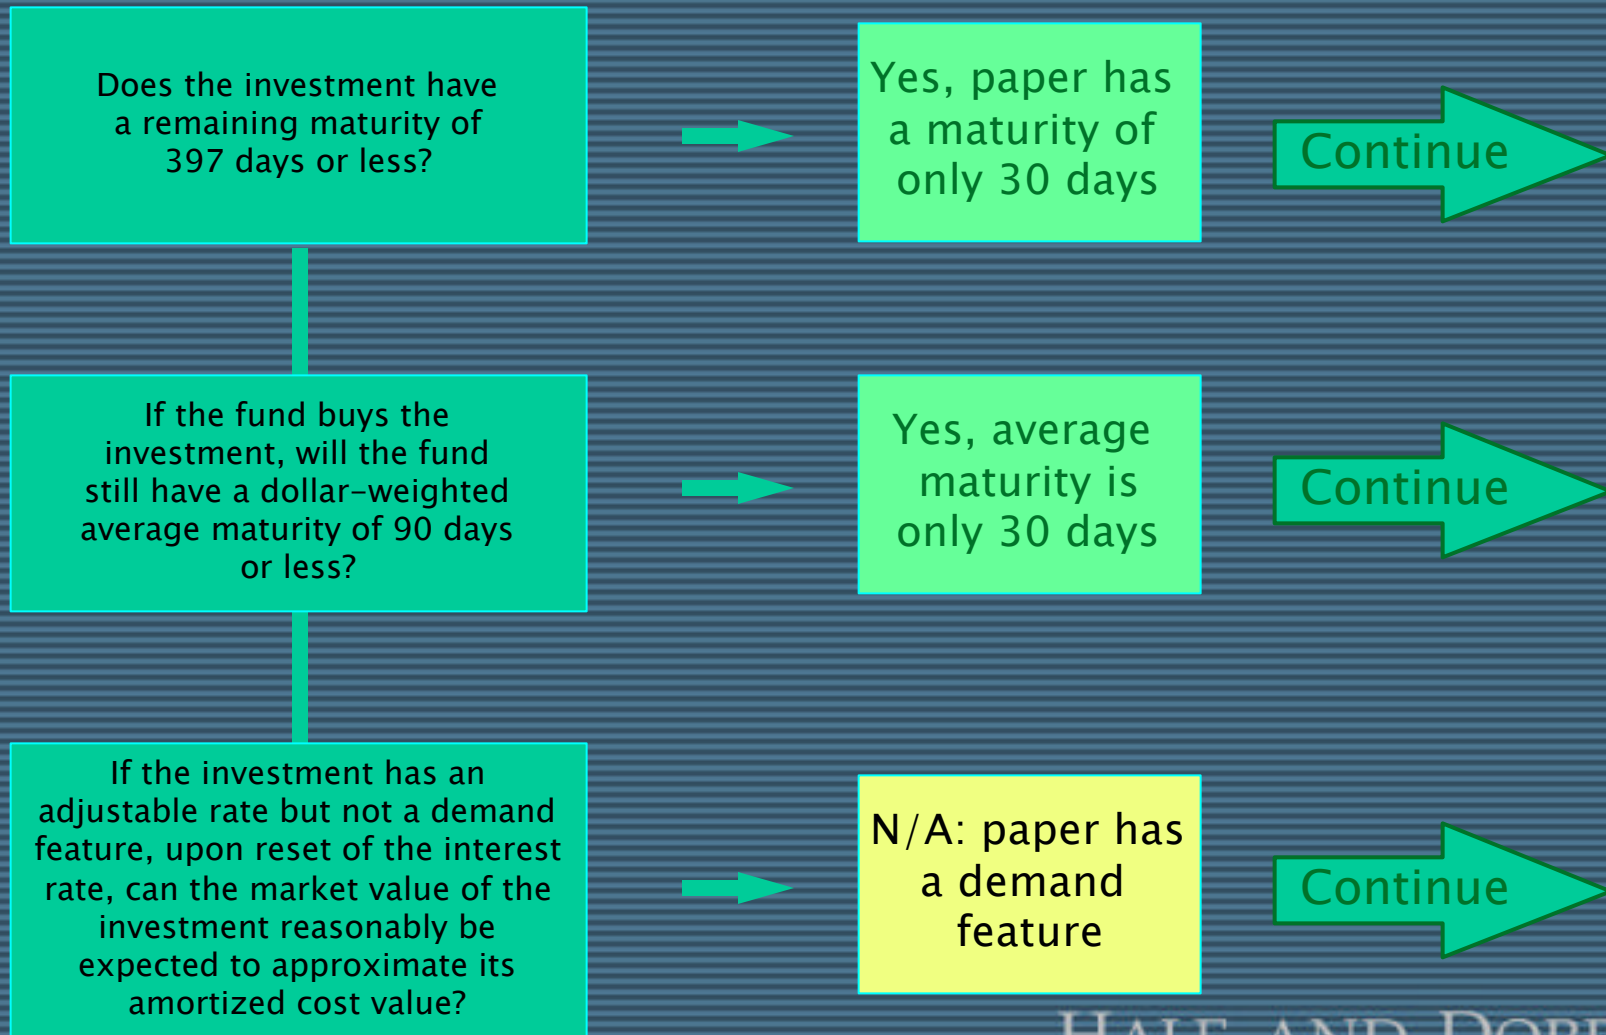 Does the investment have
a remaining maturity of
397 days or less?
Yes, paper has
a maturity of
only 30 days
Continue
If the fund buys the
investment, will the fund
still have a dollar-weighted
average maturity of 90 days
or less?
Yes, average
maturity is
only 30 days
Continue
If the investment has an
adjustable rate but not a demand
feature, upon reset of the interest
rate, can the market value of the
investment reasonably be
expected to approximate its
amortized cost value?
N/A: paper has
a demand
feature
Continue
HALE AND